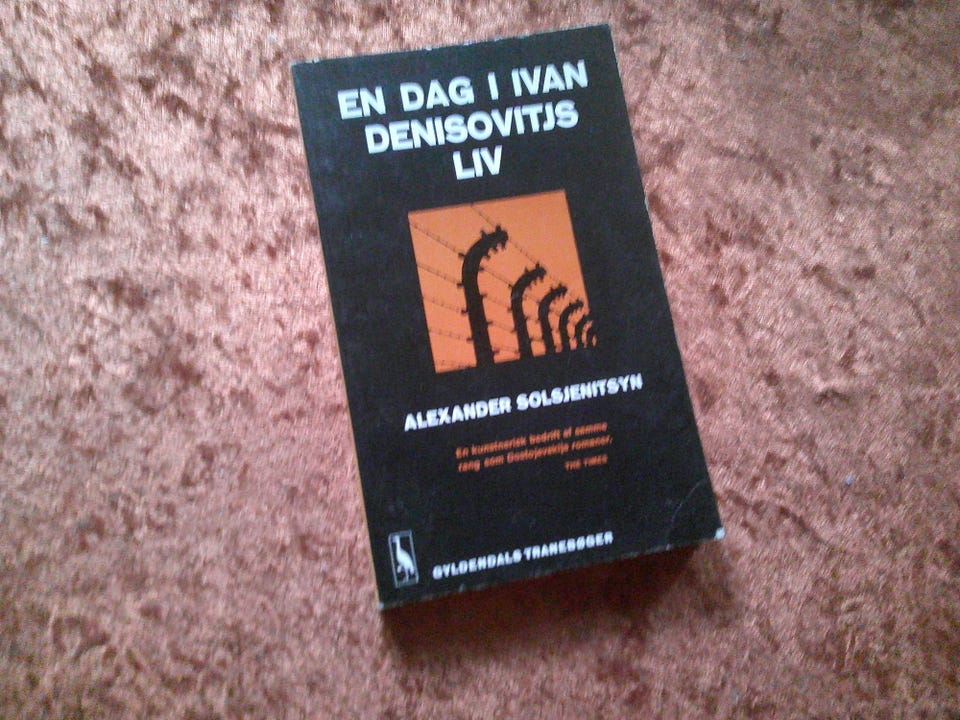 EN DAG I IVAN
DENISOVITJS
LIV
ALEXANDER SOLSJENITSYN
En kunstnerisk bedrift af samme
rang som Dostojevskijs romaner.
THE TIMES
GYLDENDALS TRANEBØGER